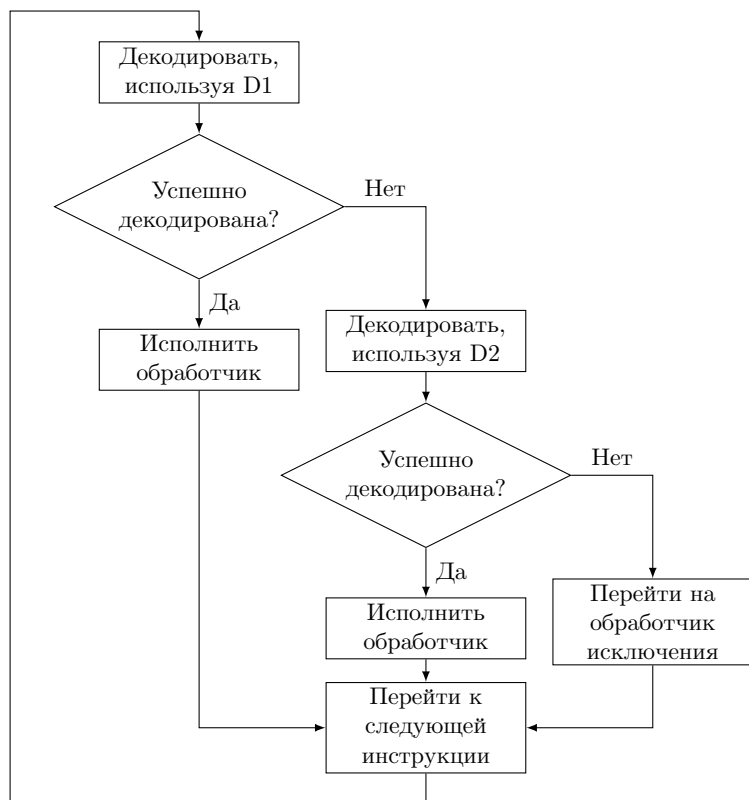 Декодировать,
используя D1
Успешно
декодирована?
Нет
Да
Исполнить
обработчик
Декодировать,
используя D2
Успешно
декодирована?
Нет
Да
Исполнить
обработчик
Перейти на
обработчик
исключения
Перейти к
следующей
инструкции